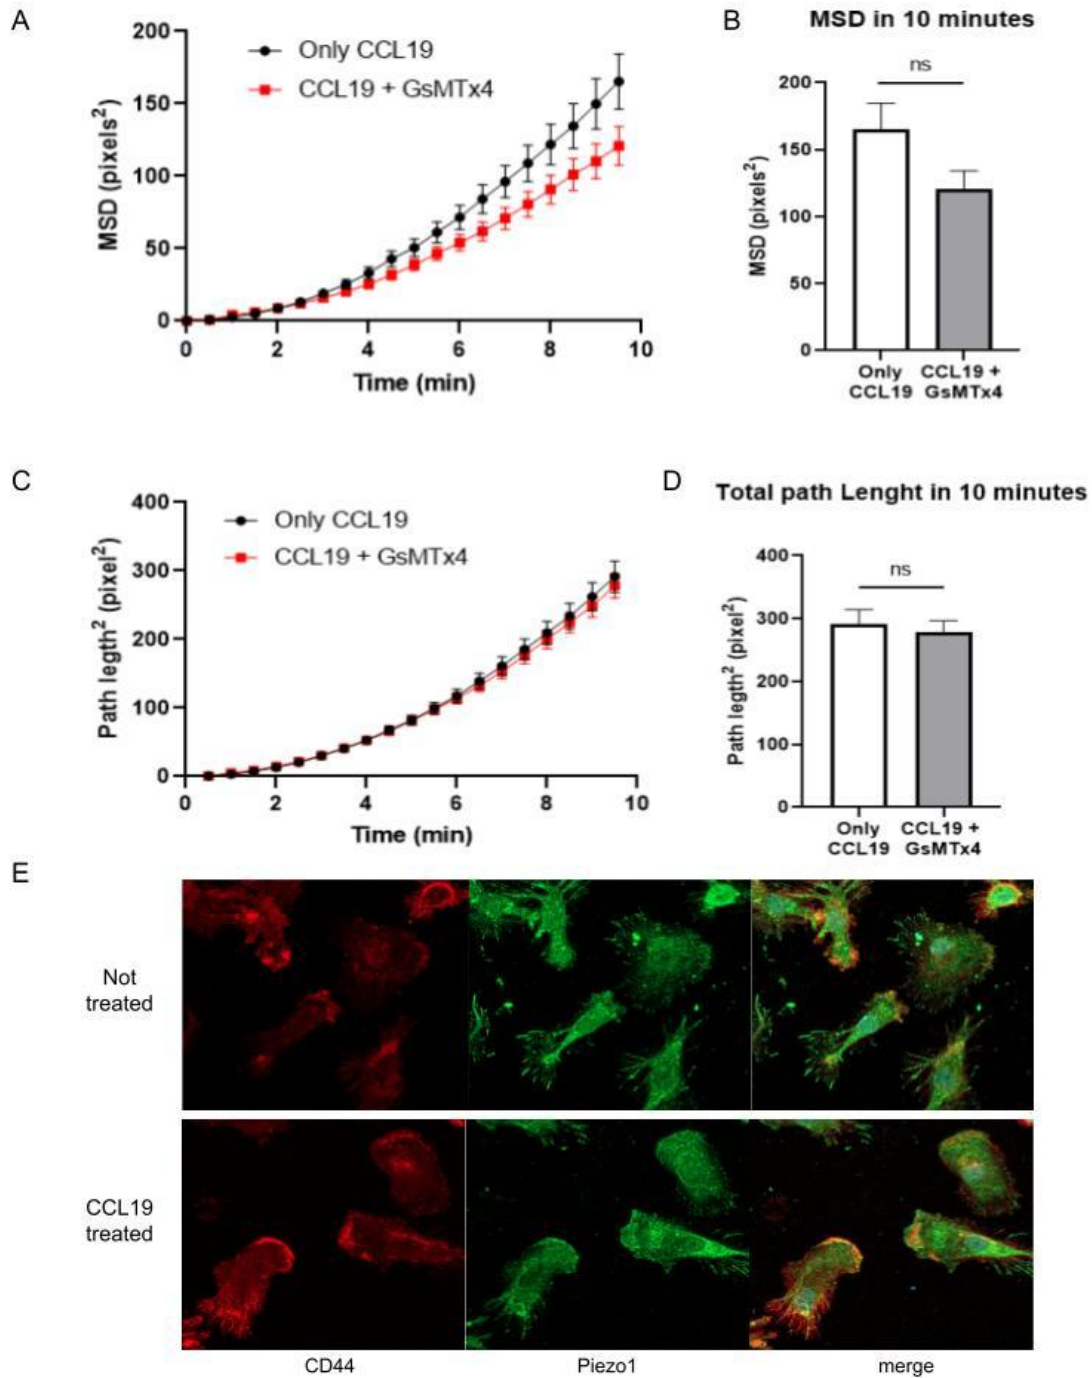 A
MSD (pixels²)
200
150
100
50
0
Only CCL19
CCL19 + GsMTx4
0 2 4 6 8 10
Time (min)
B
MSD in 10 minutes
ns
MSD (pixels²)
200
150
100
50
0
Only CCL19
CCL19 + GsMTx4
C
Path legth² (pixel²)
400
300
200
100
0
Only CCL19
CCL19 + GsMTx4
0 2 4 6 8 10
Time (min)
D
Total path Lenght in 10 minutes
ns
Path legth² (pixel²)
400
300
200
100
0
Only CCL19
CCL19 + GsMTx4
E
Not
treated
CCL19
treated
CD44 Piezo1 merge